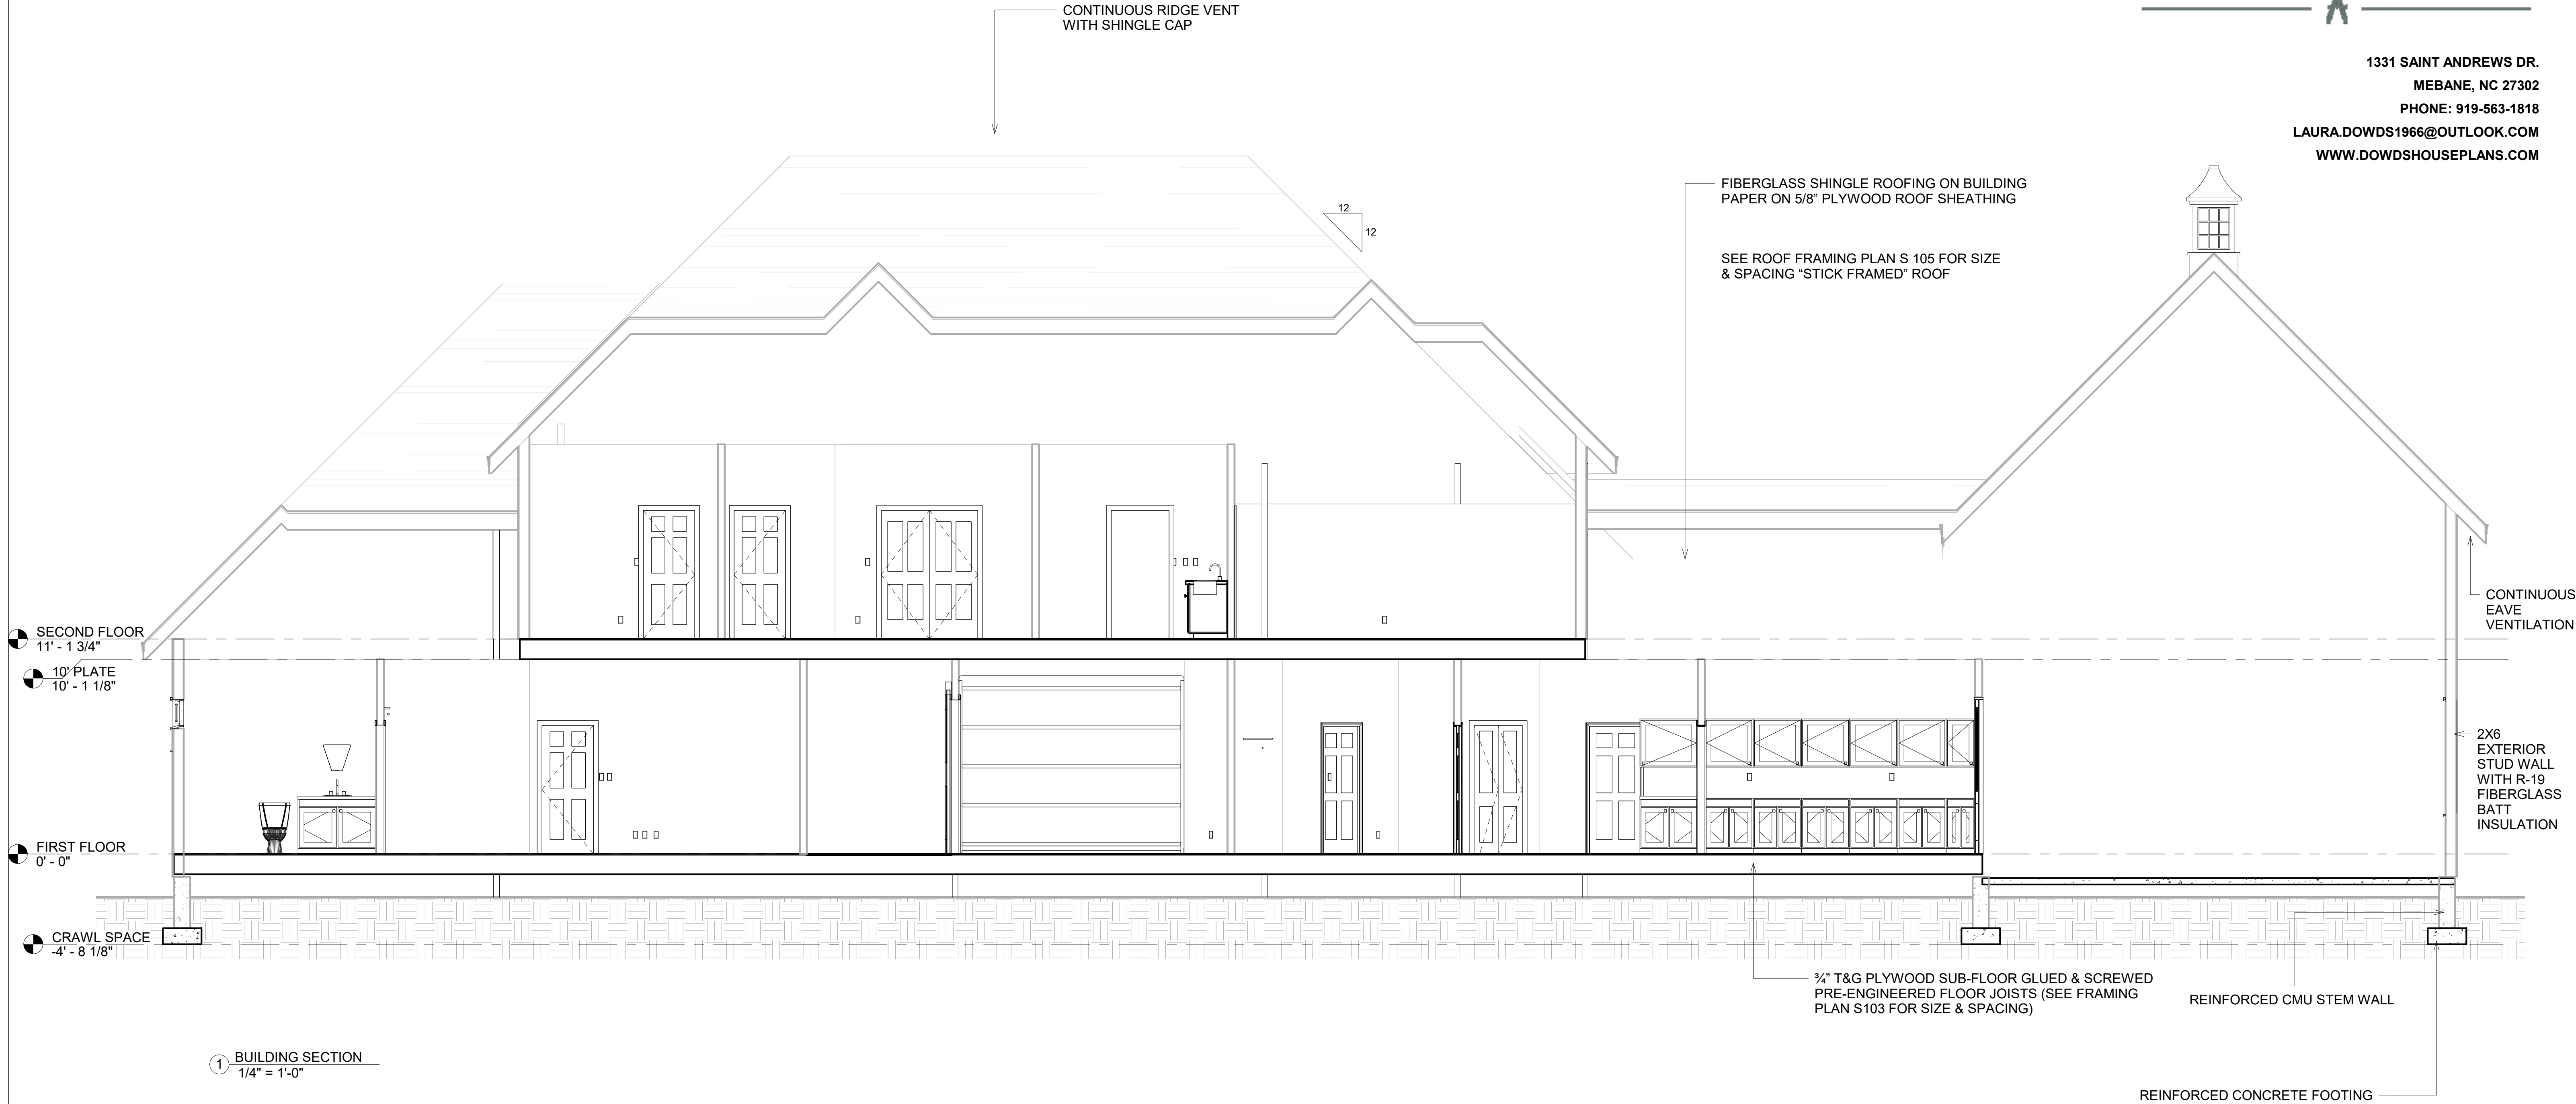 CONTINUOUS RIDGE VENT
WITH SHINGLE CAP
1331 SAINT ANDREWS DR.
MEBANE, NC 27302
PHONE: 919-563-1818
LAURA.DOWDS1966@OUTLOOK.COM
WWW.DOWDSHOUSEPLANS.COM
FIBERGLASS SHINGLE ROOFING ON BUILDING
PAPER ON 5/8" PLYWOOD ROOF SHEATHING
12
12
SEE ROOF FRAMING PLAN S 105 FOR SIZE
& SPACING “STICK FRAMED” ROOF
CONTINUOUS
EAVE
VENTILATION
SECOND FLOOR
11' - 1 3/4"
10' PLATE
10' - 1 1/8"
2X6
EXTERIOR
STUD WALL
WITH R-19
FIBERGLASS
BATT
INSULATION
FIRST FLOOR
0' - 0"
CRAWL SPACE
-4' - 8 1/8"
¾” T&G PLYWOOD SUB-FLOOR GLUED & SCREWED
PRE-ENGINEERED FLOOR JOISTS (SEE FRAMING
PLAN S103 FOR SIZE & SPACING)
REINFORCED CMU STEM WALL
1 BUILDING SECTION
1/4" = 1'-0"
REINFORCED CONCRETE FOOTING